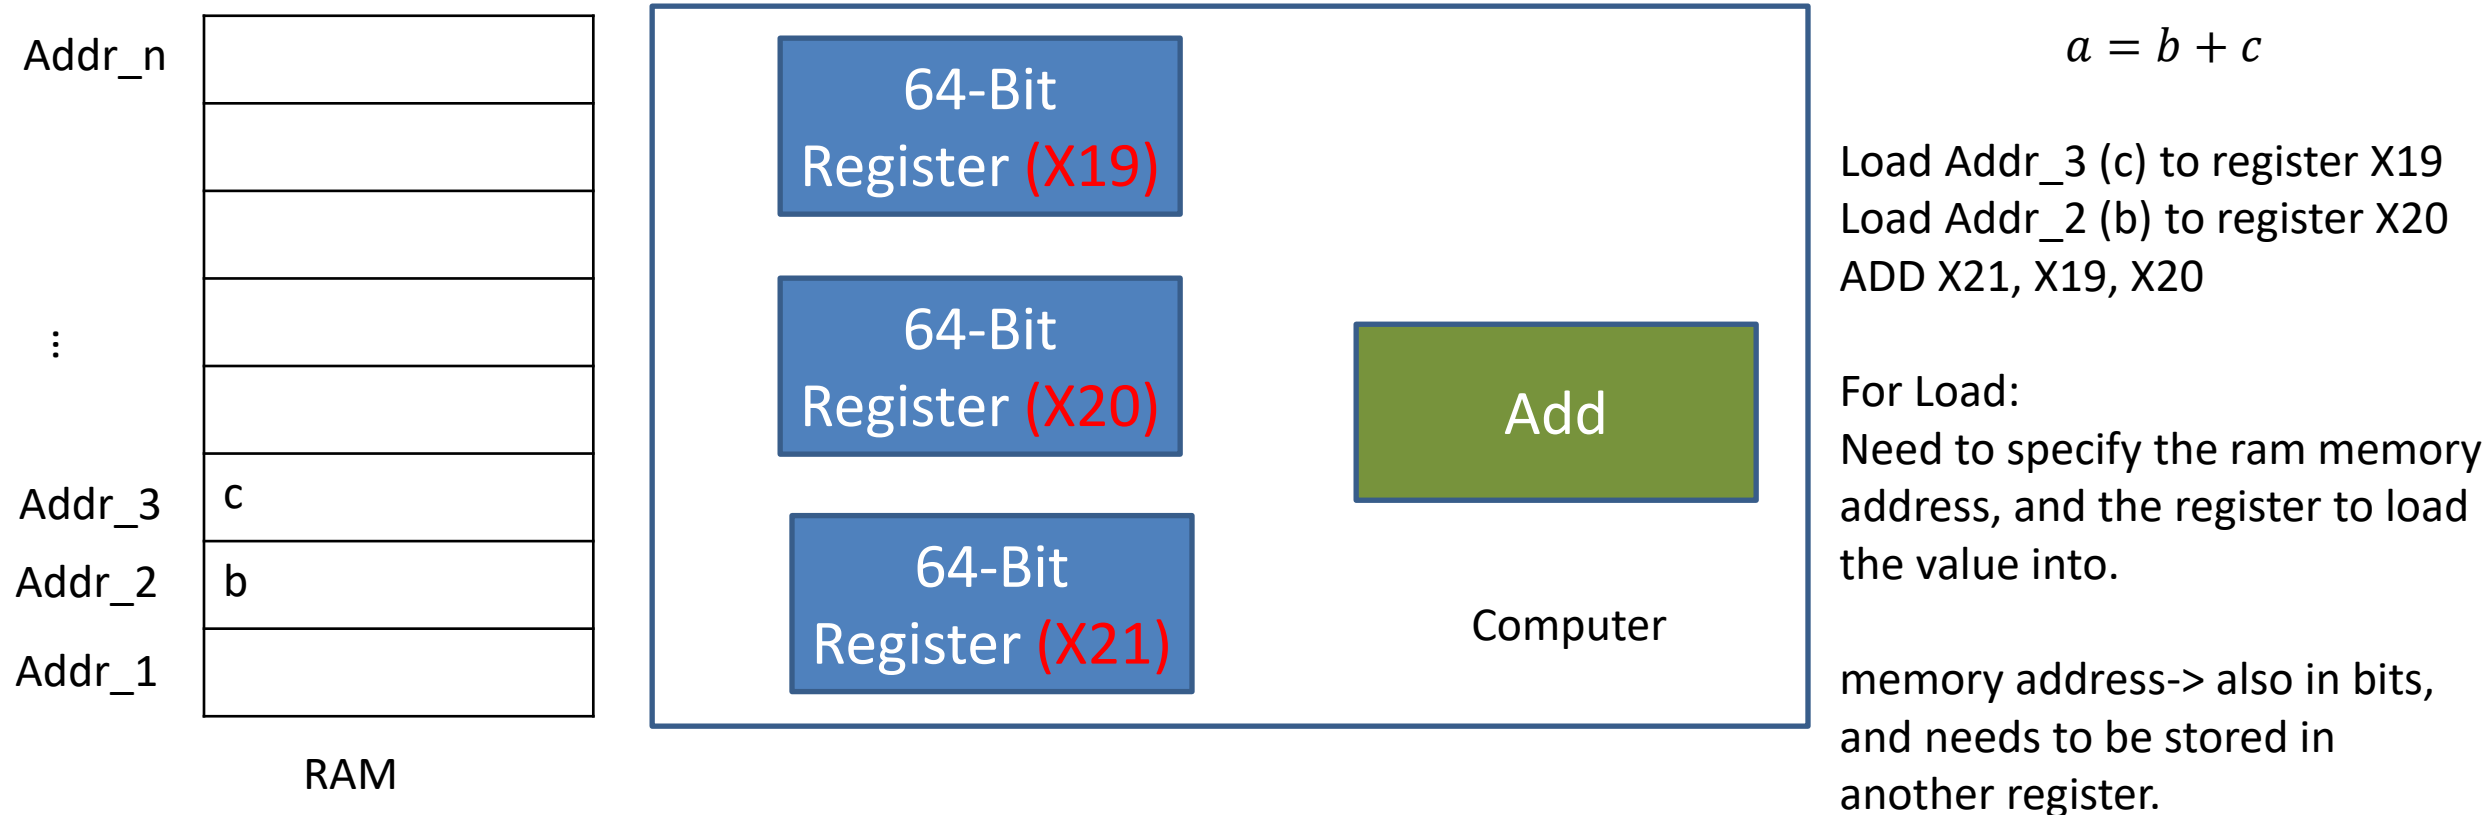 Addr_n
⋮
Addr_3
c
Addr_2
b
Addr_1
RAM
64-Bit
Register (X19)
64-Bit
Register (X20)
64-Bit
Register (X21)
Add
Computer
a = b + c
Load Addr_3 (c) to register X19
Load Addr_2 (b) to register X20
ADD X21, X19, X20
For Load:
Need to specify the ram memory
address, and the register to load
the value into.
memory address-> also in bits,
and needs to be stored in
another register.